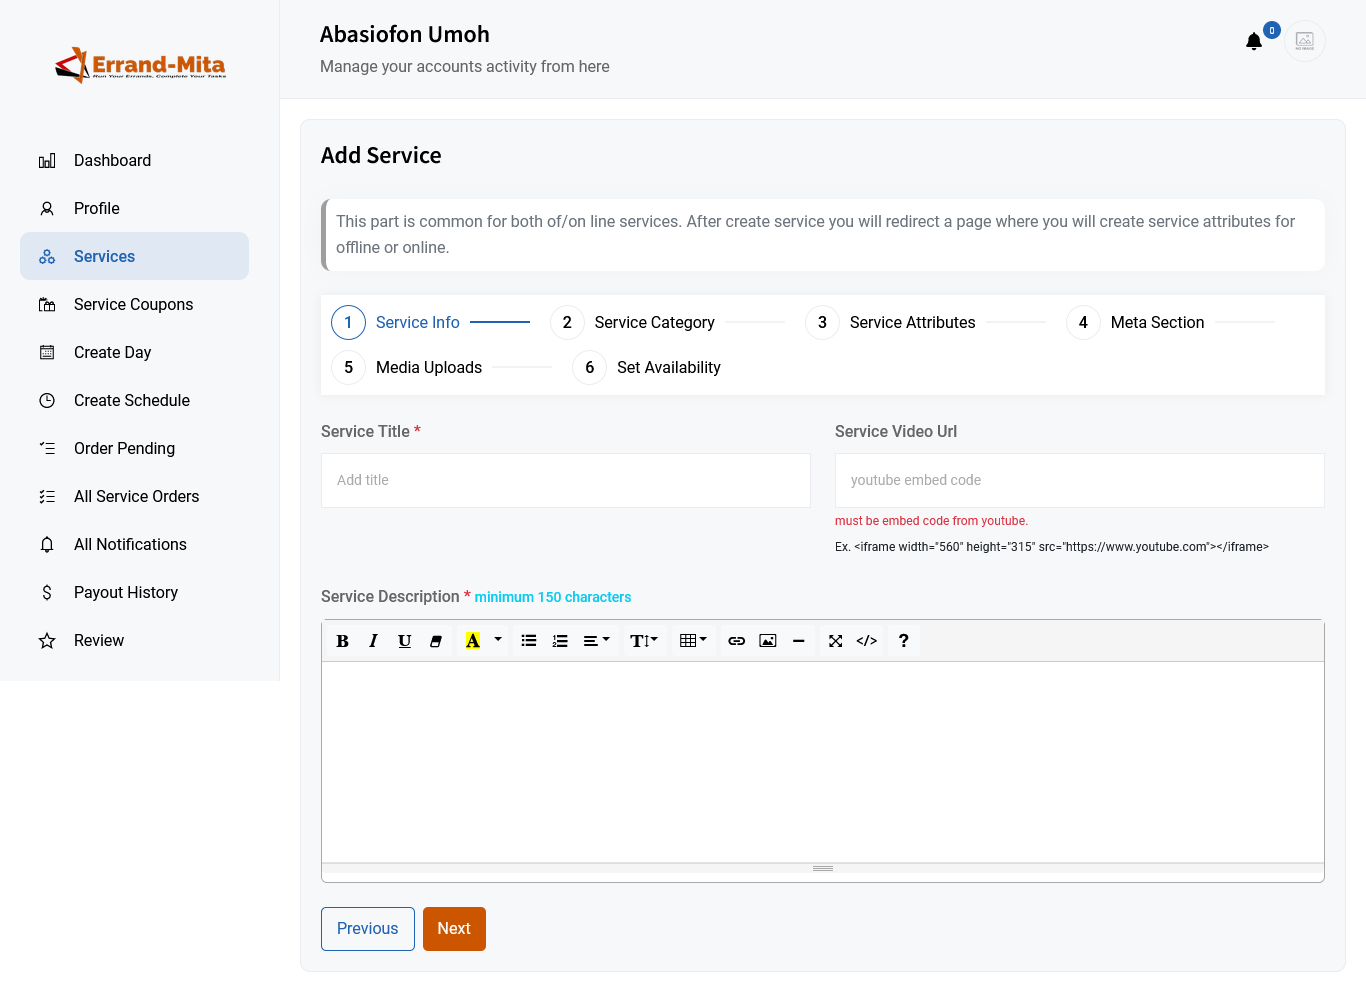 Errand-Mita
Run Your Errands, Complete Your Tasks
Dashboard
Profile
Services
Service Coupons
Create Day
Create Schedule
Order Pending
All Service Orders
All Notifications
Payout History
Review
Abasiofon Umoh
Manage your accounts activity from here
0
NO IMAGE
Add Service
This part is common for both of/on line services. After create service you will redirect a page where you will create service attributes for
offline or online.
1 Service Info 2 Service Category 3 Service Attributes 4 Meta Section
5 Media Uploads 6 Set Availability
Service Title *
Add title
Service Video Url
youtube embed code
must be embed code from youtube.
Ex. <iframe width="560" height="315" src="https://www.youtube.com"></iframe>
Service Description * minimum 150 characters
B I U A T </> ?
Previous Next